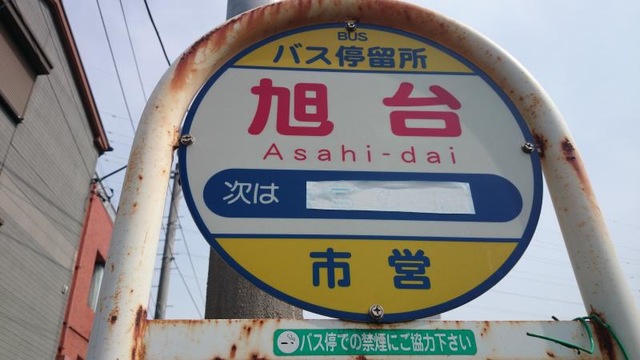 BUS
バス停留所
旭台
Asahi-dai
次は
市営
バス停での禁煙にご協力下さい